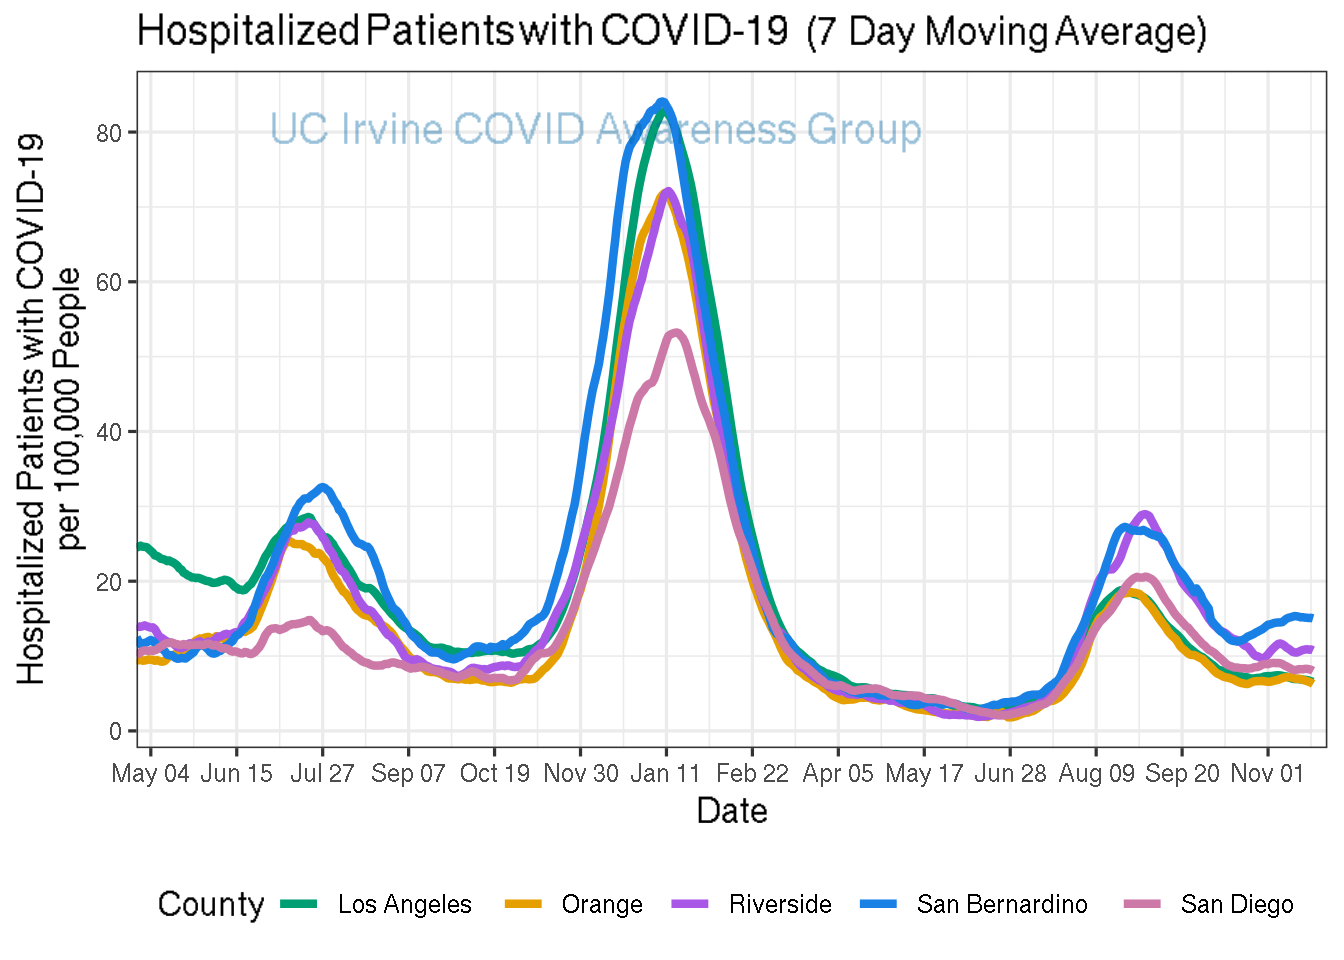 Hospitalized Patients with COVID-19 (7 Day Moving Average)
UC Irvine COVID Awareness Group
Hospitalized Patients with COVID-19
per 100,000 People
80
60
40
20
0
May 04 Jun 15 Jul 27 Sep 07 Oct 19 Nov 30 Jan 11 Feb 22 Apr 05 May 17 Jun 28 Aug 09 Sep 20 Nov 01
Date
County Los Angeles Orange Riverside San Bernardino San Diego